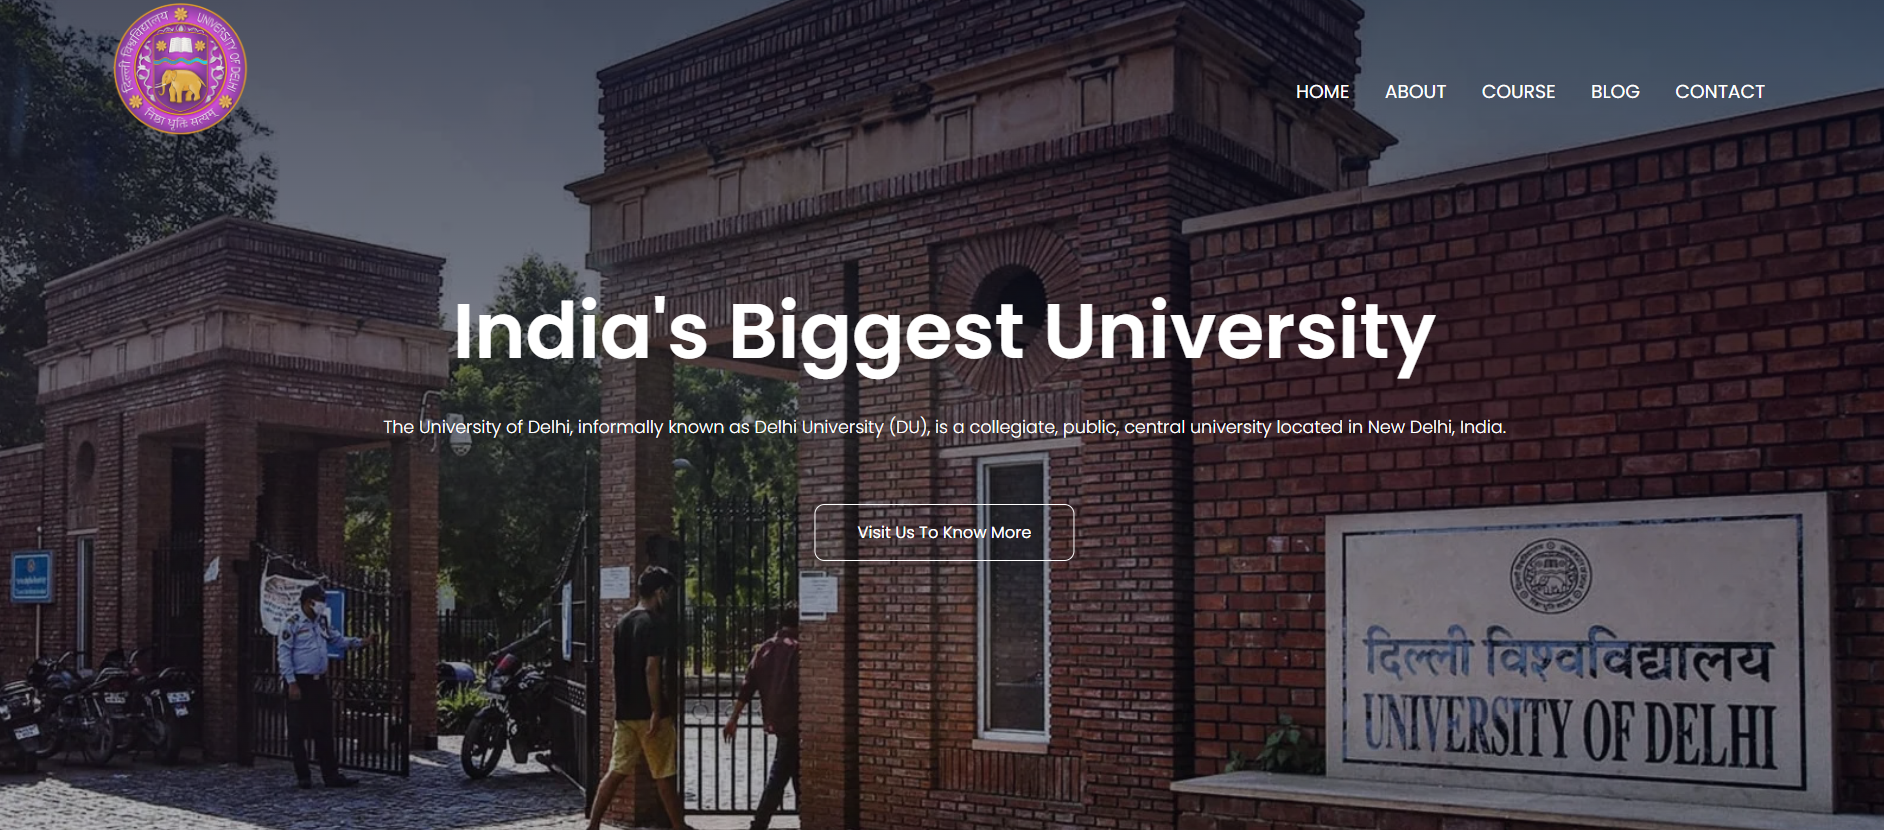 दिल्ली विश्वविद्यालय UNIVERSITY OF DELHI
निष्ठा धृतिः सत्यम्
HOME ABOUT COURSE BLOG CONTACT
India's Biggest University
The University of Delhi, informally known as Delhi University (DU), is a collegiate, public, central university located in New Delhi, India.
Visit Us To Know More
दिल्ली विश्वविद्यालय
UNIVERSITY OF DELHI